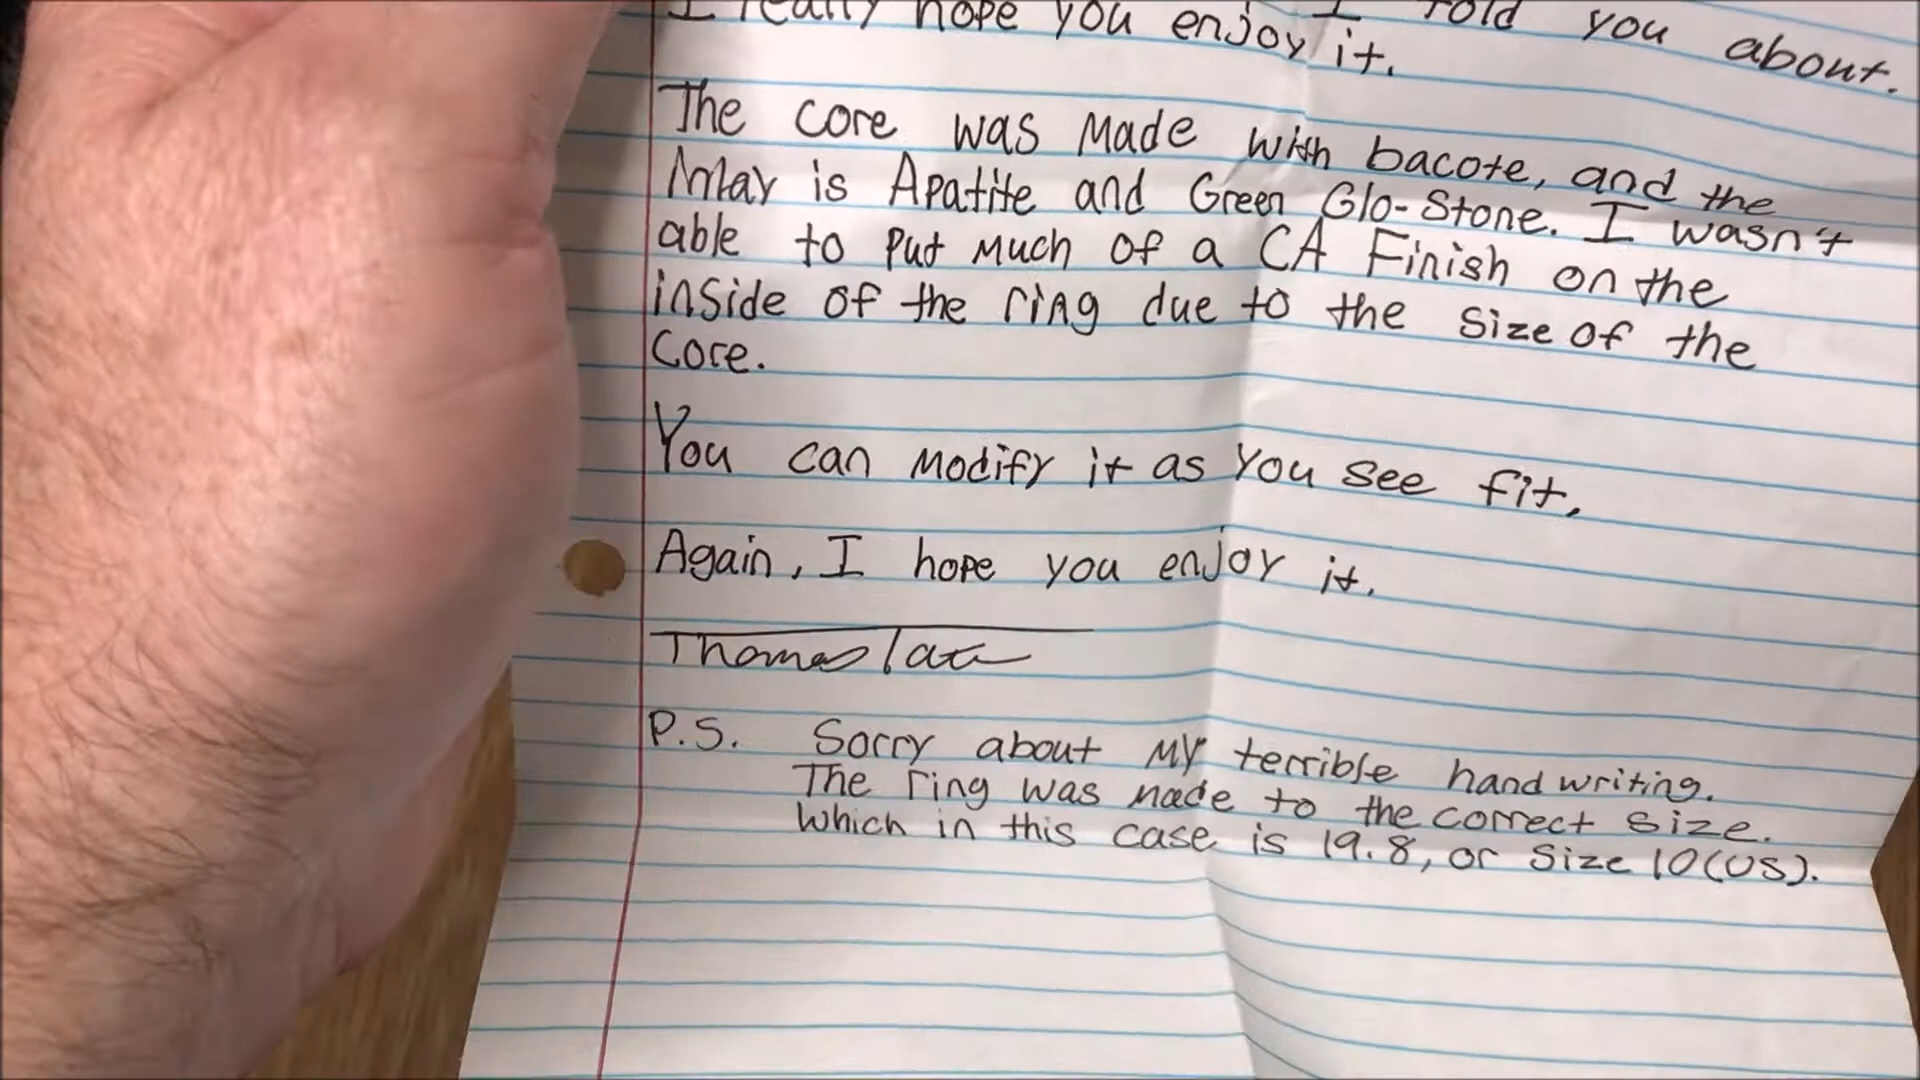 I really hope you enjoy it. I told you about.
The core was made with bacote, and the
Inlay is Apatite and Green Glo-Stone. I wasn't
able to put much of a CA Finish on the
inside of the ring due to the size of the
core.
You can modify it as you see fit.
Again, I hope you enjoy it.
Thomas
P.S. Sorry about my terrible handwriting.
The ring was made to the correct size.
Which in this case is 19.8, or Size 10(US).